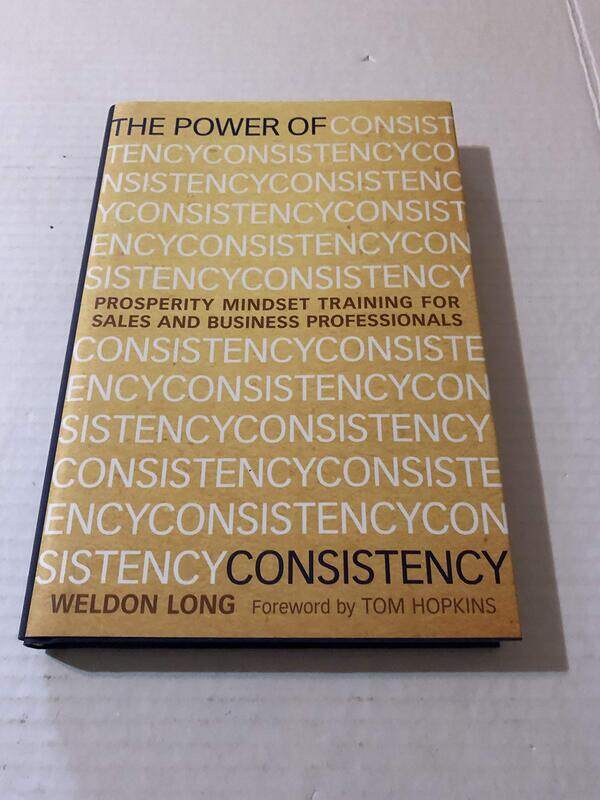 THE POWER OF CONSIST
TENCYCONSISTENCYCO
NSISTENCYCONSISTENC
YCONSISTENCYCONSIST
ENCYCONSISTENCYCON
SISTENCYCONSISTENCY
PROSPERITY MINDSET TRAINING FOR
SALES AND BUSINESS PROFESSIONALS
CONSISTENCYCONSISTE
ENCYCONSISTENCYCON
SISTENCYCONSISTENCY
CONSISTENCYCONSISTE
ENCYCONSISTENCYCON
SISTENCYCONSISTENCY
WELDON LONG Foreword by TOM HOPKINS